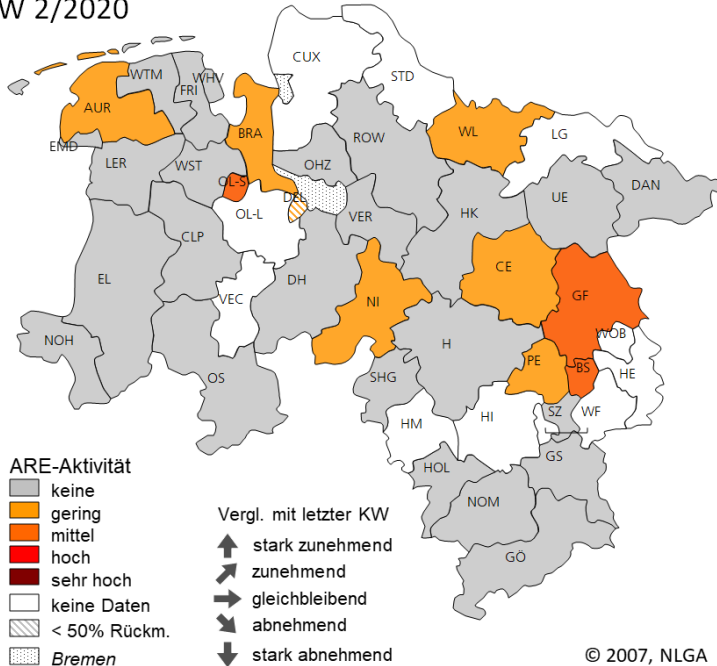 W 2/2020
CUX
STD
WTM
WHV
FRI
AUR
BRA
WL
LG
EMD
ROW
LER
WST
OHZ
OL-S
DEL
UE
DAN
OL-L
VER
HK
CLP
CE
EL
DH
GF
VEC
NI
NOH
H
WOB
OS
SHG
PE
BS
HE
HM
HI
SZ
WF
HOL
GS
NOM
GÖ
ARE-Aktivität
keine
gering
mittel
hoch
sehr hoch
keine Daten
< 50% Rückm.
Bremen
Vergl. mit letzter KW
stark zunehmend
zunehmend
gleichbleibend
abnehmend
stark abnehmend
© 2007, NLGA